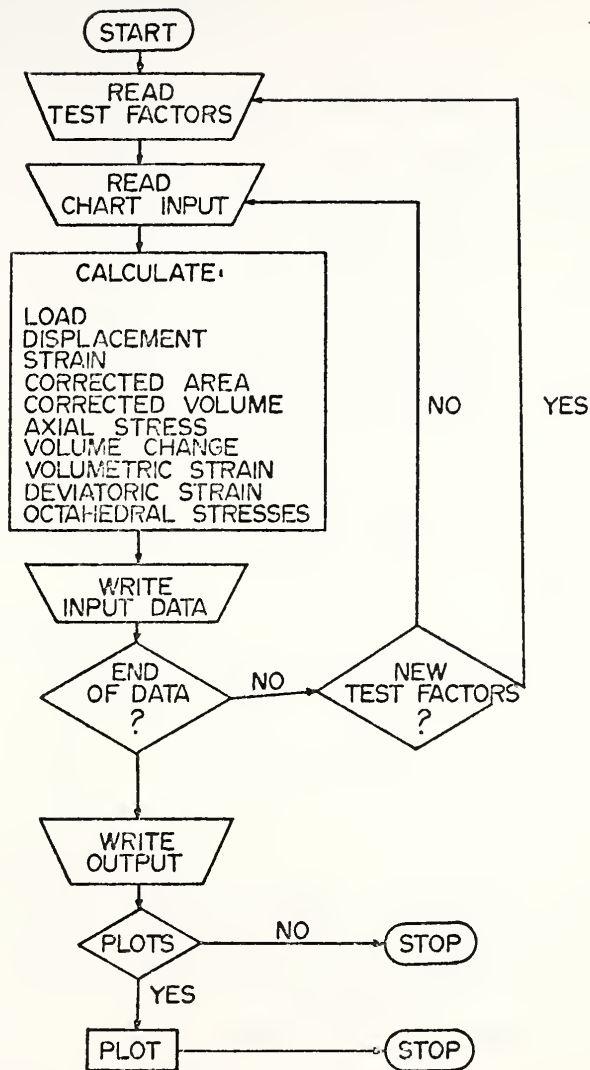 START
READ
TEST FACTORS
READ
CHART INPUT
CALCULATE:
LOAD
DISPLACEMENT
STRAIN
CORRECTED AREA
CORRECTED VOLUME
AXIAL STRESS
VOLUME CHANGE
VOLUMETRIC STRAIN
DEVIATORIC STRAIN
OCTAHEDRAL STRESSES
NO
YES
WRITE
INPUT DATA
END
OF DATA
?
NO
NEW
TEST FACTORS
?
WRITE
OUTPUT
PLOTS
NO
STOP
YES
PLOT
STOP